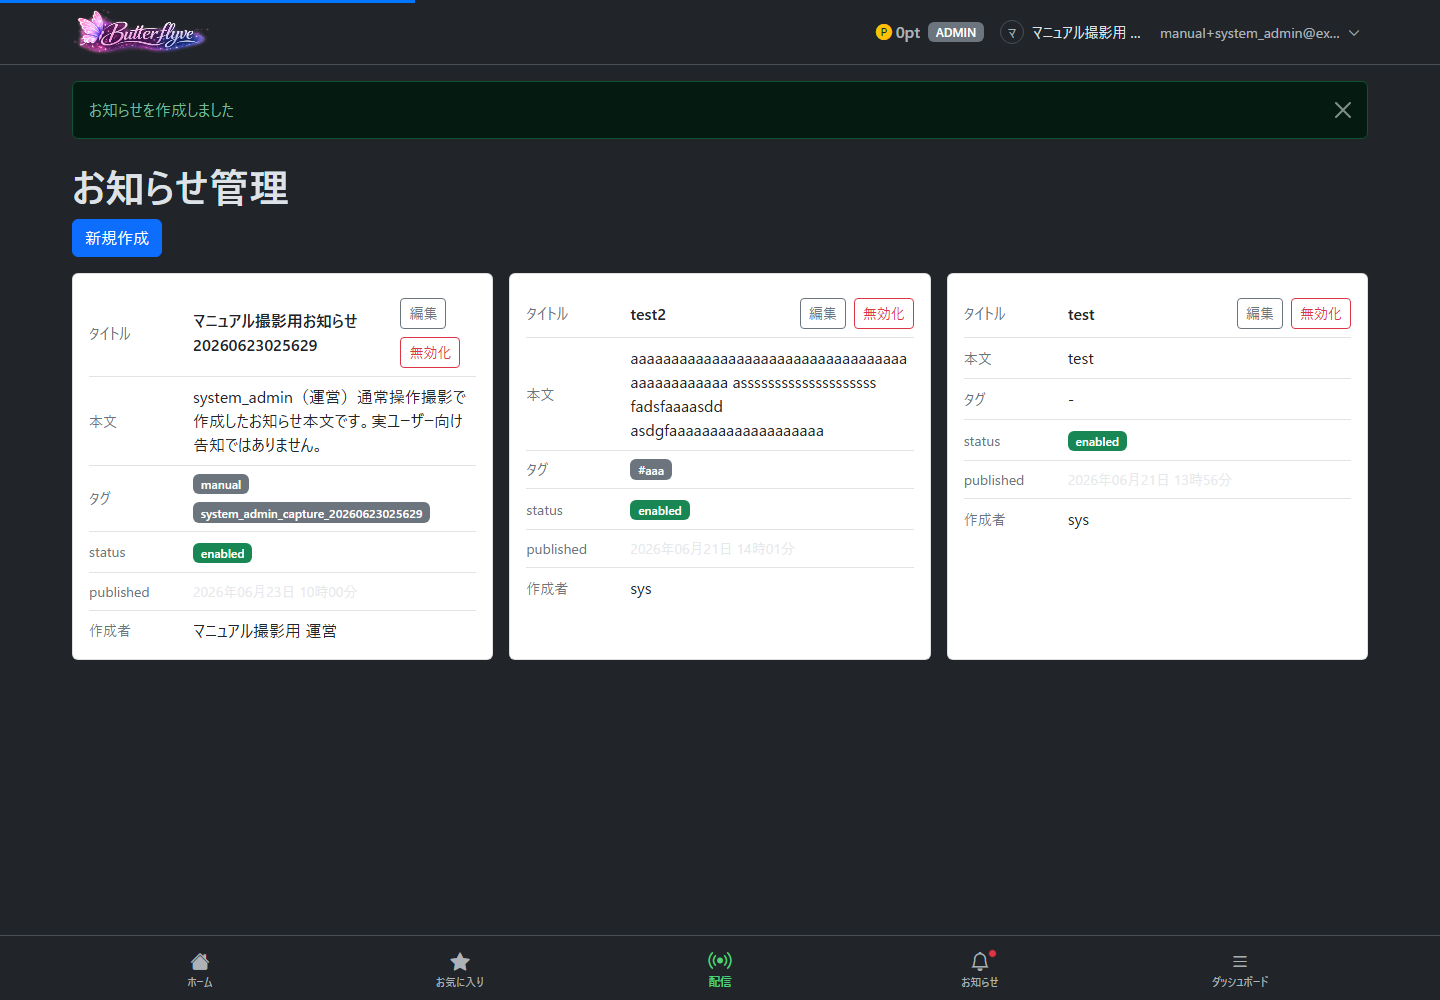 Butterflyve
P 0pt ADMIN マ マニュアル撮影用 ... manual+system_admin@ex...
お知らせを作成しました
お知らせ管理
新規作成
タイトル
マニュアル撮影用お知らせ
20260623025629
編集
無効化
本文
system_admin（運営）通常操作撮影で
作成したお知らせ本文です。実ユーザー向け
告知ではありません。
タグ
manual
system_admin_capture_20260623025629
status
enabled
published
2026年06月23日 10時00分
作成者
マニュアル撮影用 運営
タイトル
test2
編集
無効化
本文
aaaaaaaaaaaaaaaaaaaaaaaaaaaaaaaaaa
aaaaaaaaaaaa asssssssssssssssssssss
fadsfaaaasdd
asdgfaaaaaaaaaaaaaaaaaaa
タグ
#aaa
status
enabled
published
2026年06月21日 14時01分
作成者
sys
タイトル
test
編集
無効化
本文
test
タグ
-
status
enabled
published
2026年06月21日 13時56分
作成者
sys
ホーム
お気に入り
配信
お知らせ
ダッシュボード